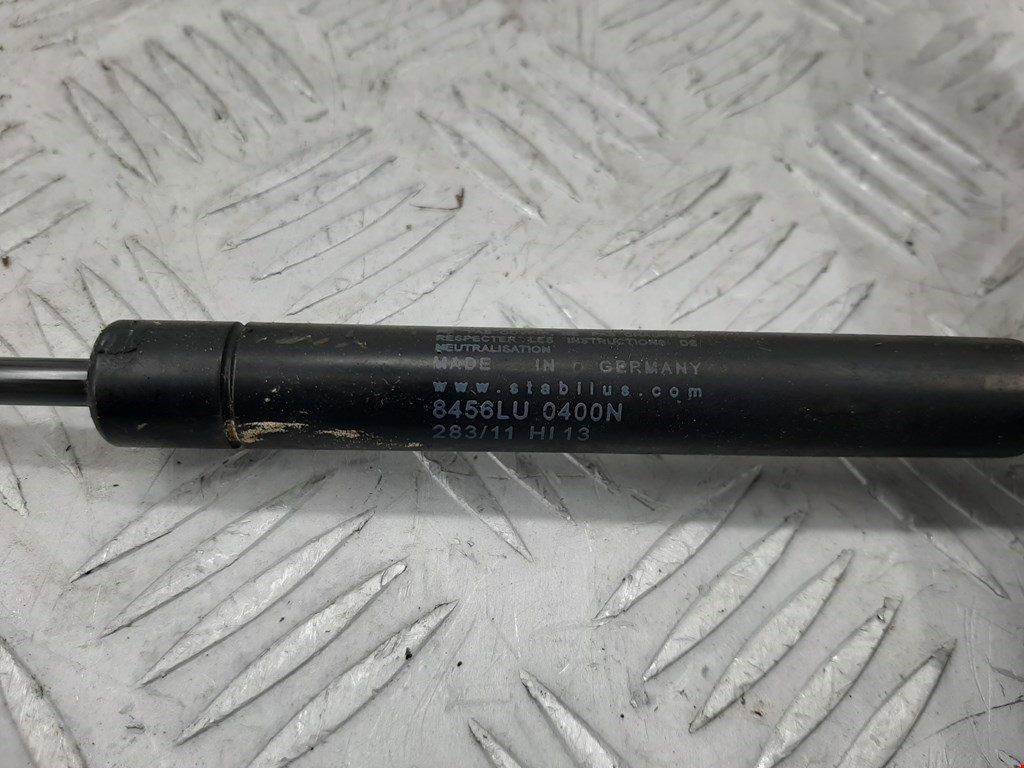 RESPECTER LES INSTRUCTIONS DE
NEUTRALISATION
MADE IN GERMANY
www.stabilus.com
8456LU 0400N
283/11 HI 13